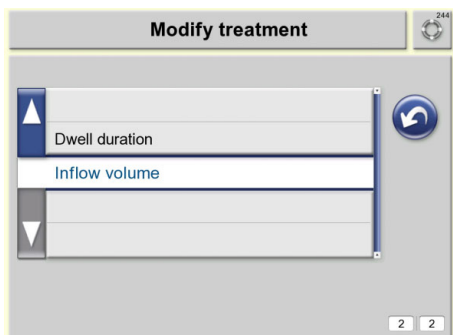 Modify treatment
244
Dwell duration
Inflow volume
2 2